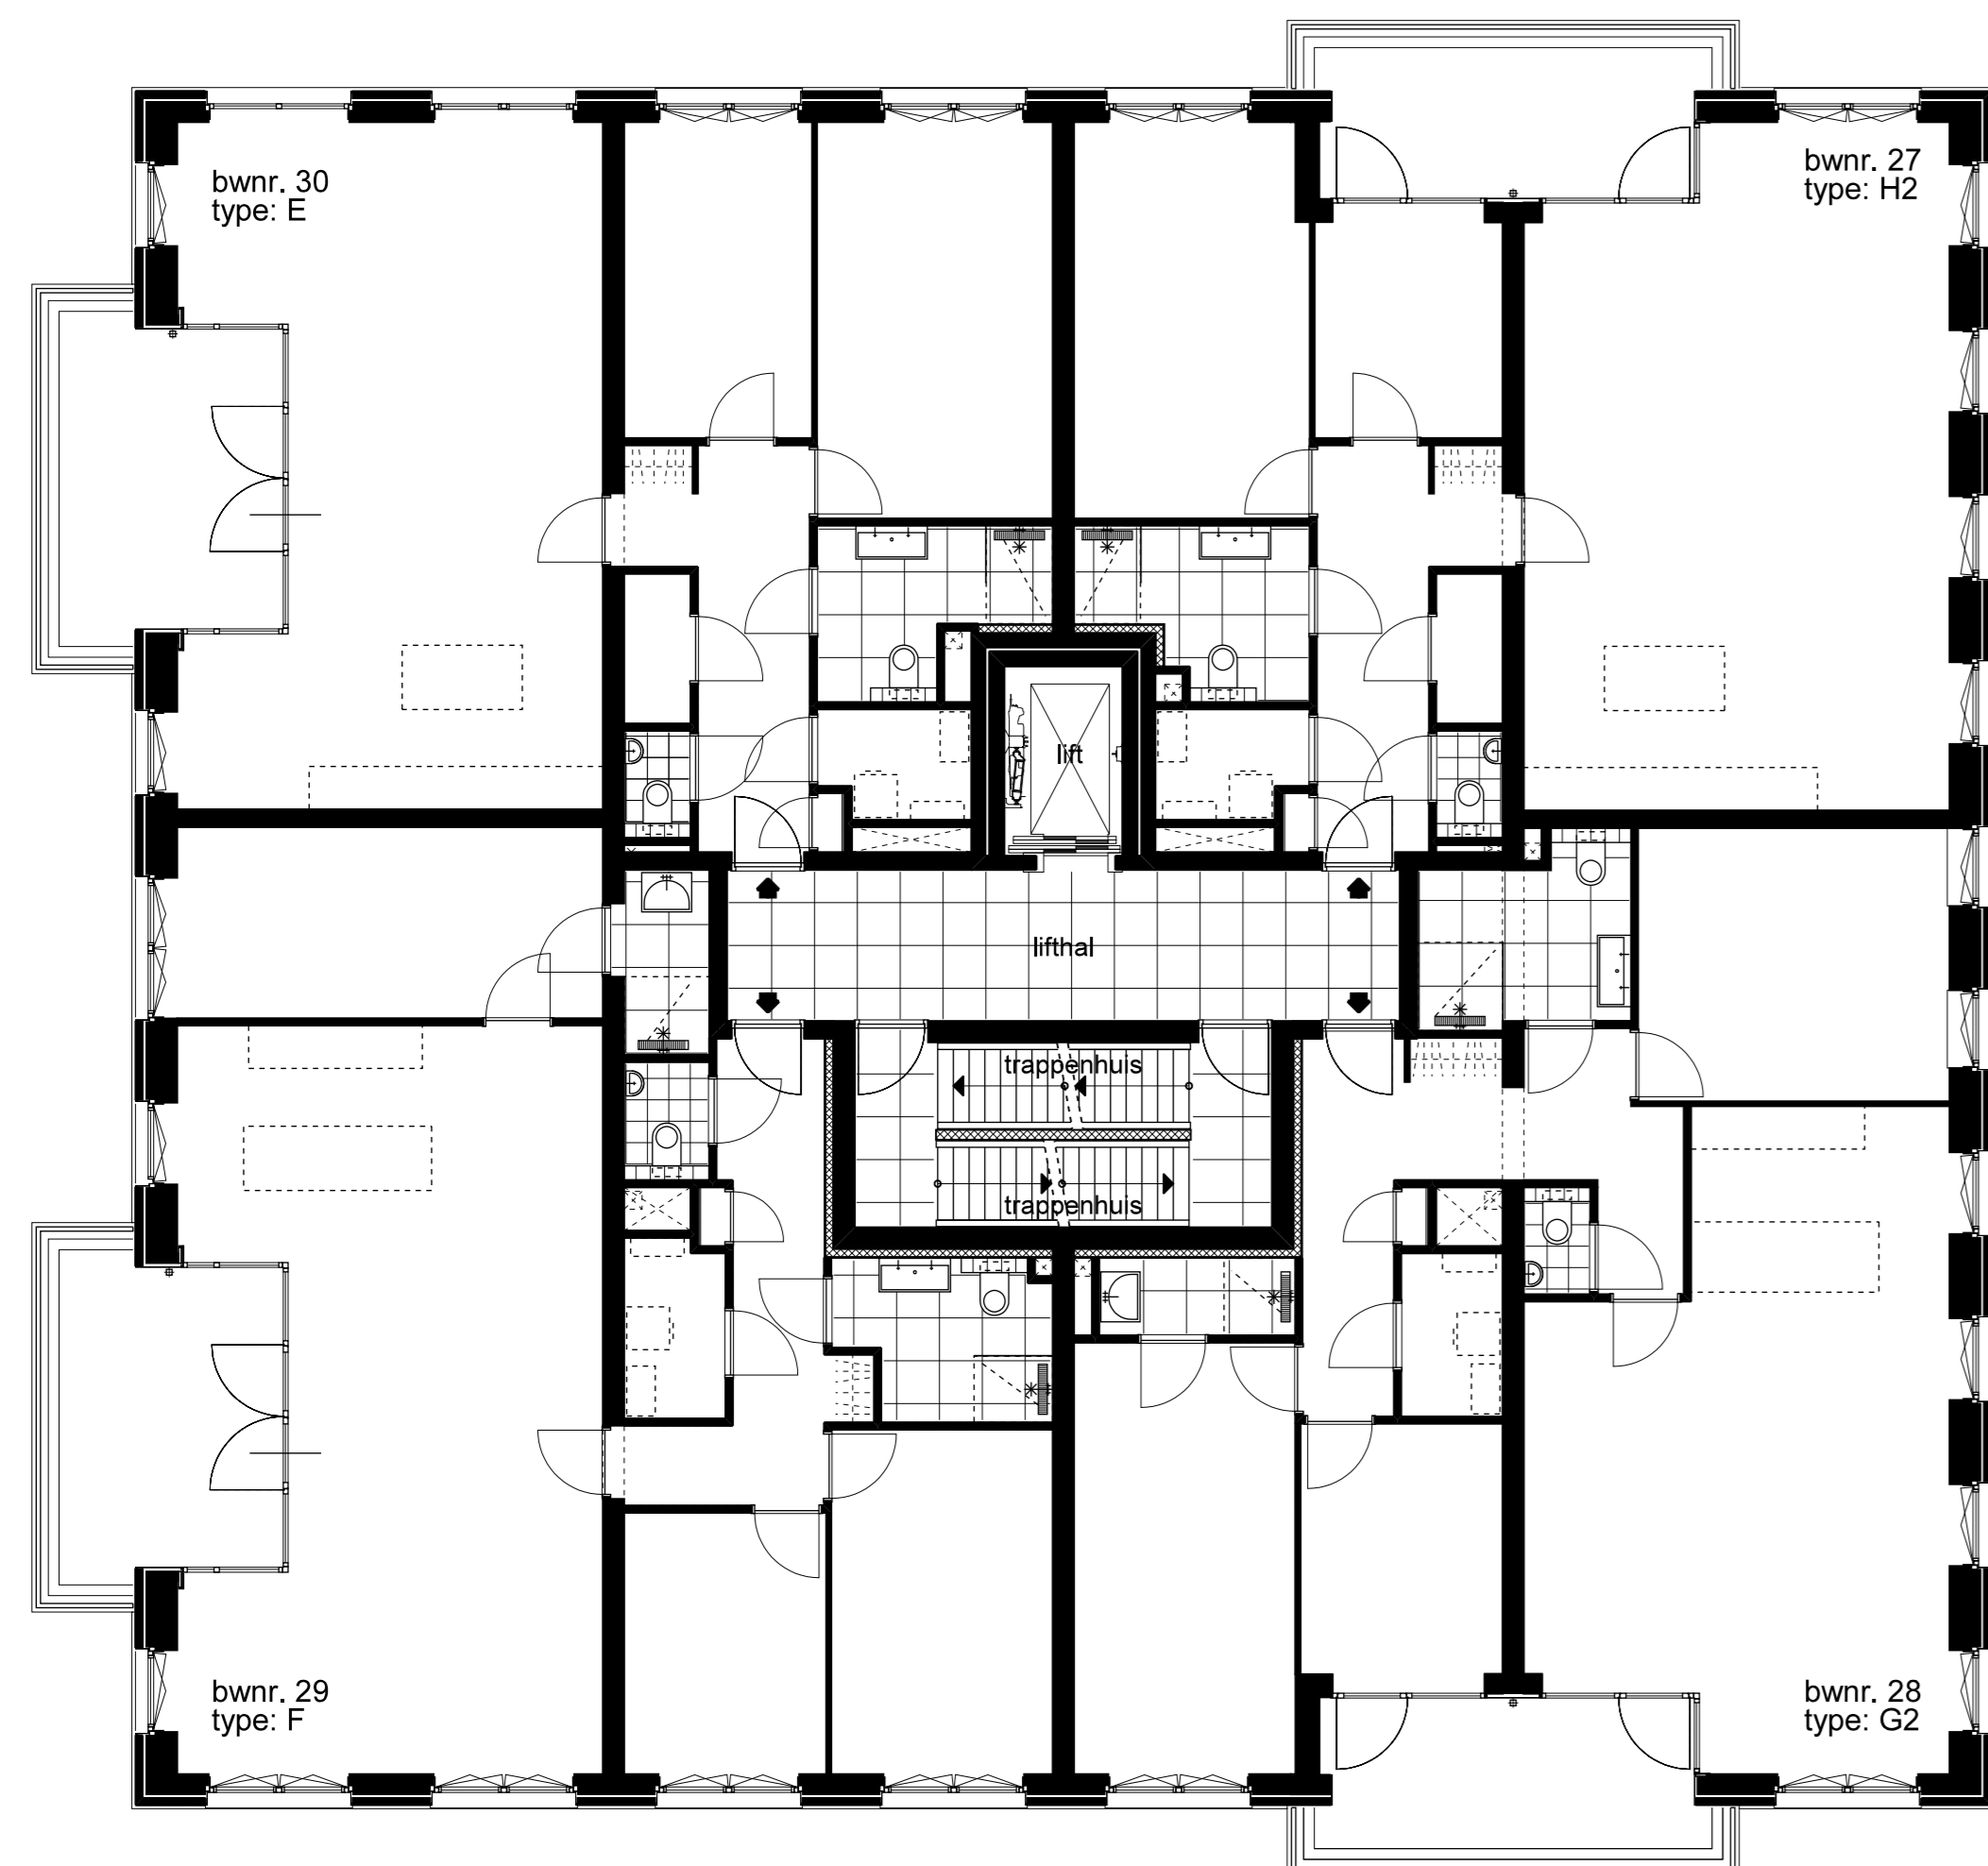 bwnr. 30
type: E
bwnr. 27
type: H2
lift
lifthal
trappenhuis
trappenhuis
bwnr. 29
type: F
bwnr. 28
type: G2